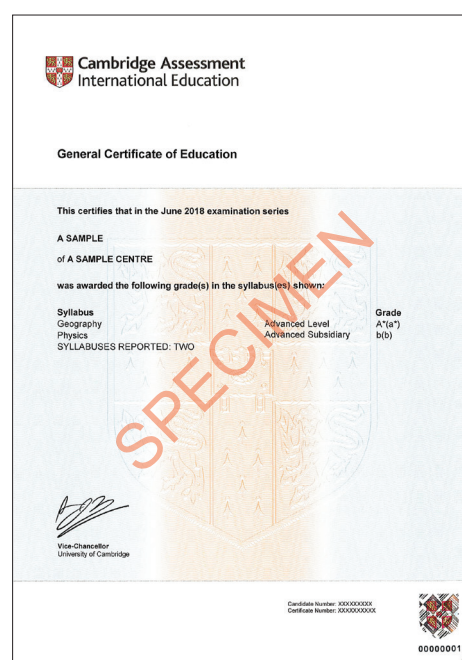 Cambridge Assessment
International Education
General Certificate of Education
This certifies that in the June 2018 examination series
A SAMPLE
of A SAMPLE CENTRE
was awarded the following grade(s) in the syllabus(es) shown:
Syllabus Grade
Geography Advanced Level A*(a*)
Physics Advanced Subsidiary b(b)
SYLLABUSES REPORTED: TWO
SPECIMEN
Vice-Chancellor
University of Cambridge
Candidate Number: XXXXXXXXX
Certificate Number: XXXXXXXXXX
00000001